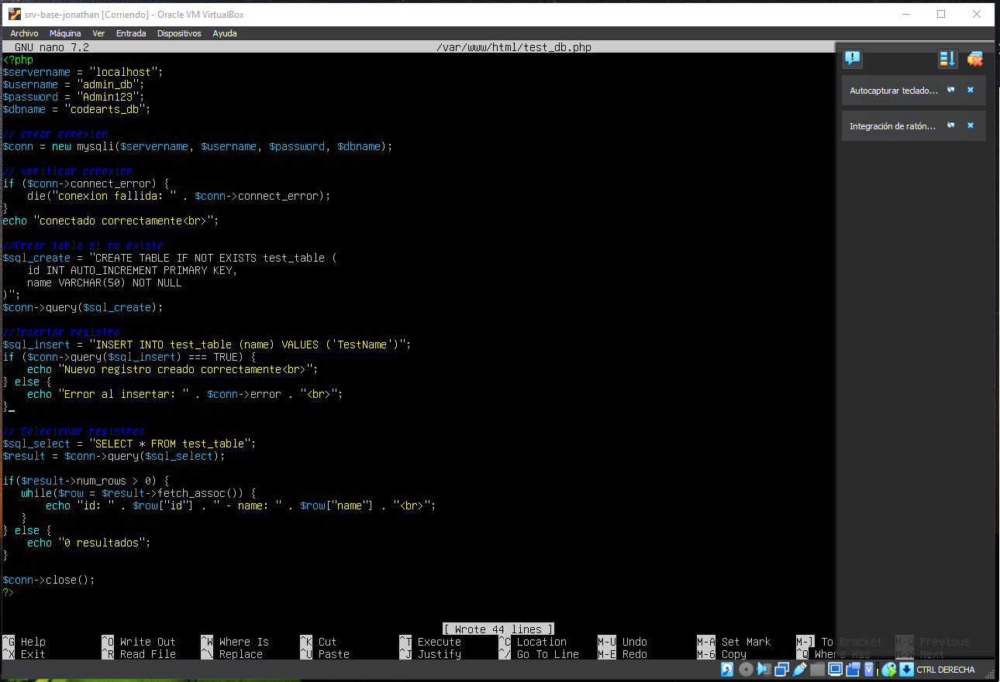 srv-base-jonathan [Corriendo] - Oracle VM VirtualBox
Archivo Máquina Ver Entrada Dispositivos Ayuda
GNU nano 7.2 /var/www/html/test_db.php
<?php
$servername = "localhost";
$username = "admin_db";
$password = "Admin123";
$dbname = "codearts_db";

// crear conexion
$conn = new mysqli($servername, $username, $password, $dbname);

// verificar conexion
if ($conn->connect_error) {
    die("conexion fallida: " . $conn->connect_error);
}
echo "conectado correctamente<br>";

//Crear tabla si no existe
$sql_create = "CREATE TABLE IF NOT EXISTS test_table (
    id INT AUTO_INCREMENT PRIMARY KEY,
    name VARCHAR(50) NOT NULL
)";
$conn->query($sql_create);

//Insertar registro
$sql_insert = "INSERT INTO test_table (name) VALUES ('TestName')";
if ($conn->query($sql_insert) === TRUE) {
    echo "Nuevo registro creado correctamente<br>";
} else {
    echo "Error al insertar: " . $conn->error . "<br>";
}

// Selecionar registros
$sql_select = "SELECT * FROM test_table";
$result = $conn->query($sql_select);

if($result->num_rows > 0) {
   while($row = $result->fetch_assoc()) {
       echo "id: " . $row["id"] . " - name: " . $row["name"] . "<br>";
   }
} else {
    echo "0 resultados";
}

$conn->close();
?>
Autocapturar teclado...
Integración de ratón...
[ Wrote 44 lines ]
^G Help ^O Write Out ^W Where Is ^K Cut ^T Execute ^C Location M-U Undo M-A Set Mark M-] To Bracket M-Q Previous
^X Exit ^R Read File ^\ Replace ^U Paste ^J Justify ^/ Go To Line M-E Redo M-6 Copy ^Q Where Was M-W Next
CTRL DERECHA